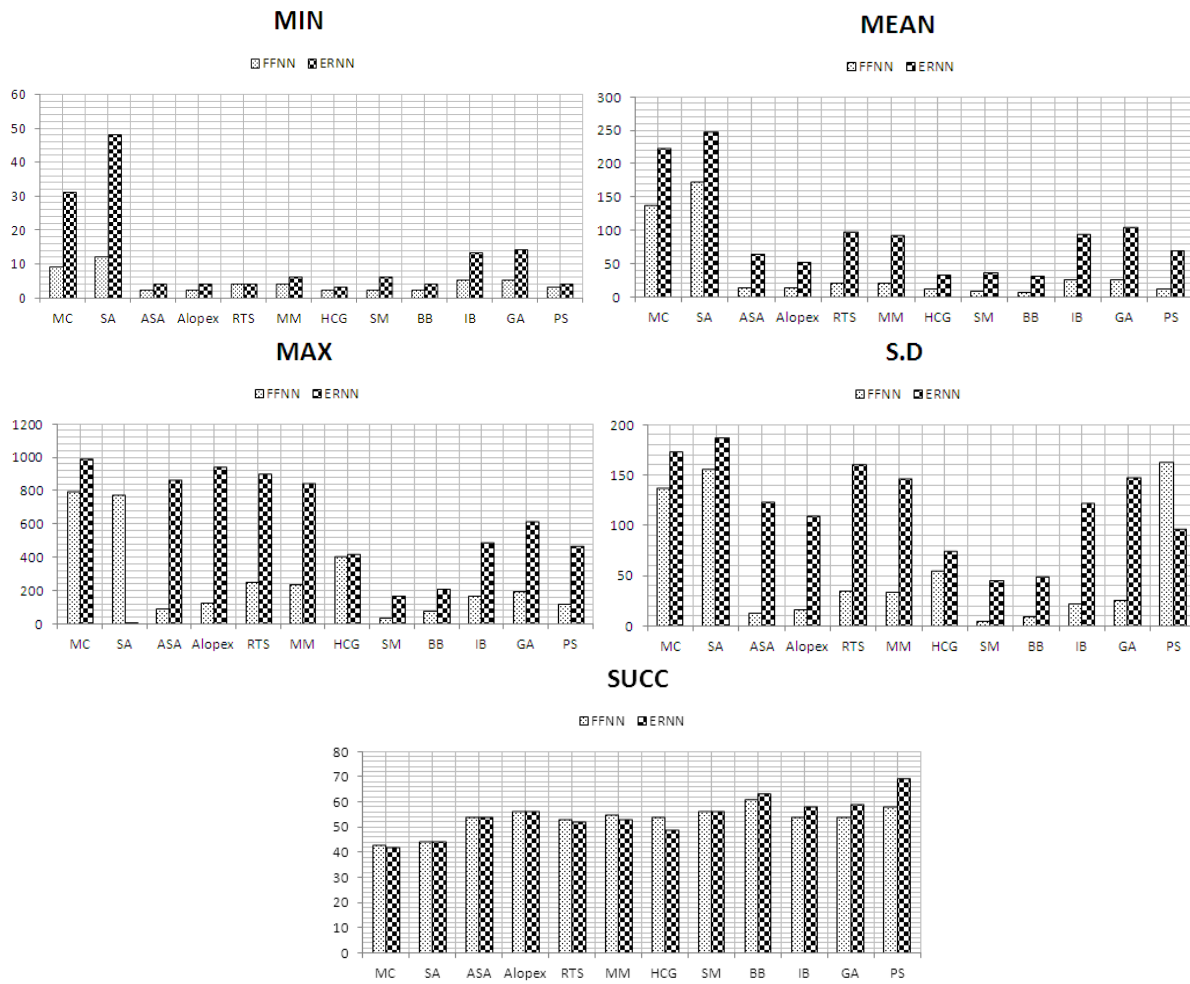 MIN
FFNN ERNN
60
50
40
30
20
10
0
MC SA ASA Alopex RTS MM HCG SM BB IB GA PS
MEAN
FFNN ERNN
300
250
200
150
100
50
0
MC SA ASA Alopex RTS MM HCG SM BB IB GA PS
MAX
FFNN ERNN
1200
1000
800
600
400
200
0
MC SA ASA Alopex RTS MM HCG SM BB IB GA PS
S.D
FFNN ERNN
200
150
100
50
0
MC SA ASA Alopex RTS MM HCG SM BB IB GA PS
SUCC
FFNN ERNN
80
70
60
50
40
30
20
10
0
MC SA ASA Alopex RTS MM HCG SM BB IB GA PS